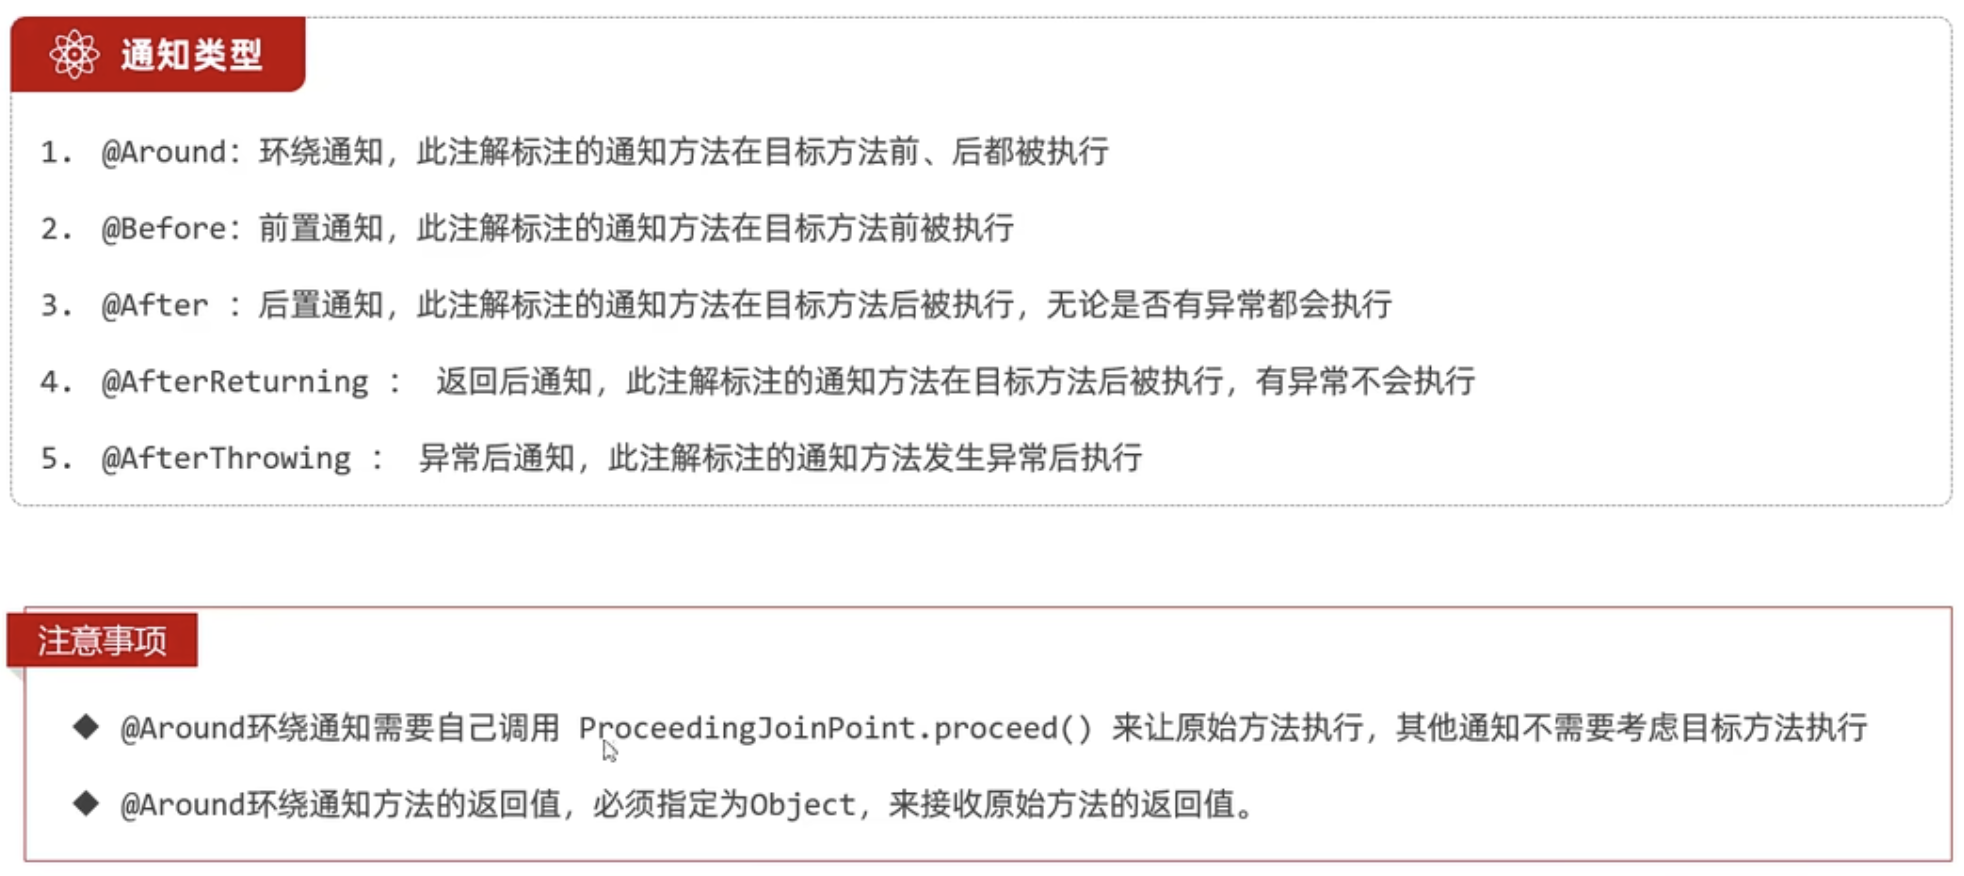 通知类型
1. @Around：环绕通知，此注解标注的通知方法在目标方法前、后都被执行
2. @Before：前置通知，此注解标注的通知方法在目标方法前被执行
3. @After ：后置通知，此注解标注的通知方法在目标方法后被执行，无论是否有异常都会执行
4. @AfterReturning ： 返回后通知，此注解标注的通知方法在目标方法后被执行，有异常不会执行
5. @AfterThrowing ： 异常后通知，此注解标注的通知方法发生异常后执行
注意事项
◆ @Around环绕通知需要自己调用 ProceedingJoinPoint.proceed() 来让原始方法执行，其他通知不需要考虑目标方法执行
◆ @Around环绕通知方法的返回值，必须指定为Object，来接收原始方法的返回值。